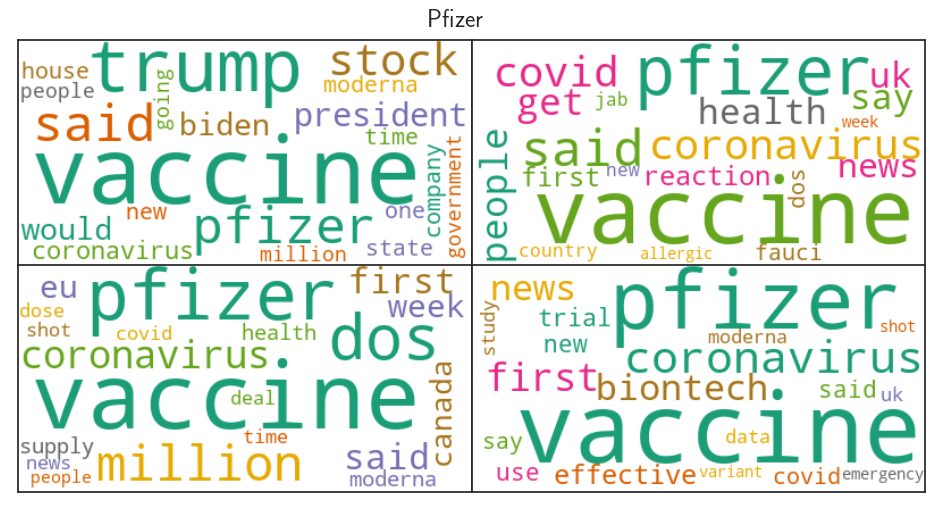 Pfizer
trump
stock
house
moderna
people
going
said
biden
president
time
vaccine
company
government
new
one
would
pfizer
coronavirus
million
state
covid
pfizer
uk
get
jab
health
say
week
people
said
coronavirus
first
new
reaction
news
dos
vaccine
country
allergic
fauci
eu
pfizer
first
dose
week
shot
covid
health
dos
coronavirus
vaccine
deal
canada
time
supply
news
million
said
people
moderna
news
pfizer
study
trial
shot
new
moderna
coronavirus
first
biontech
said
uk
vaccine
say
data
use
effective
variant
covid
emergency